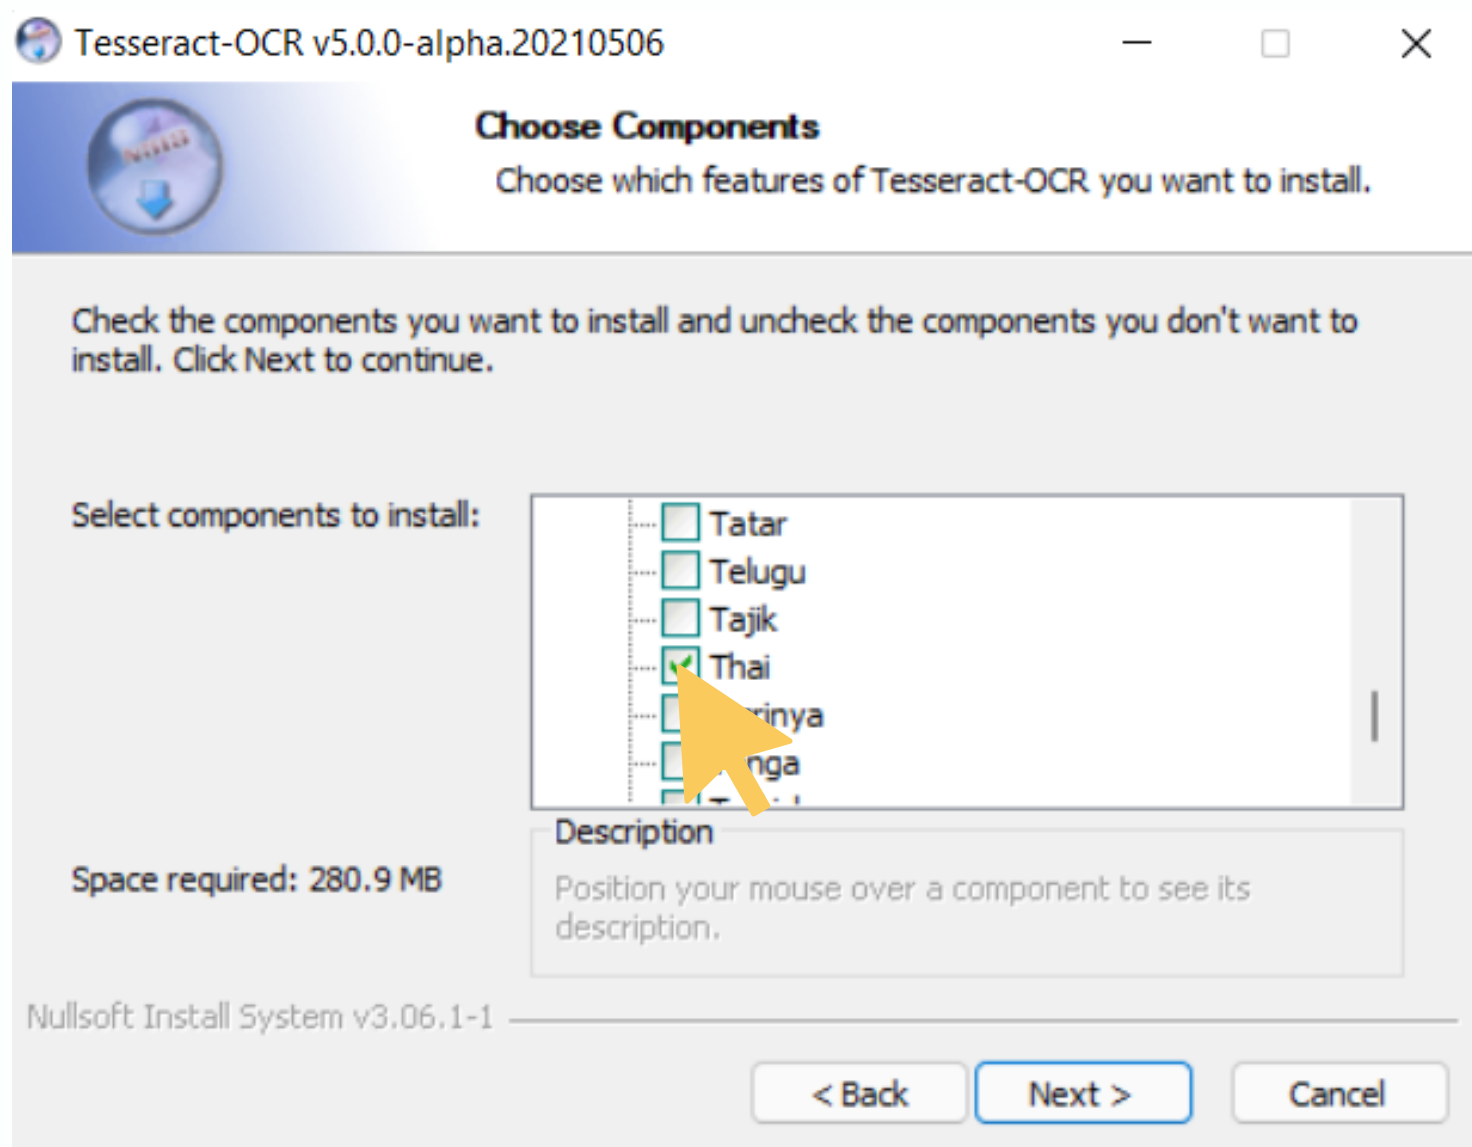 Tesseract-OCR v5.0.0-alpha.20210506
Choose Components
Choose which features of Tesseract-OCR you want to install.
Check the components you want to install and uncheck the components you don't want to
install. Click Next to continue.
Select components to install:
Tatar
Telugu
Tajik
Thai
Space required: 280.9 MB
Description
Position your mouse over a component to see its
description.
Nullsoft Install System v3.06.1-1
< Back
Next >
Cancel